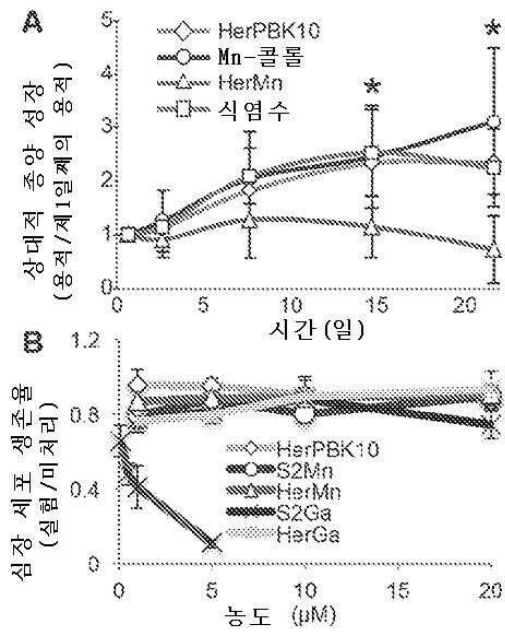 A
5
4
3
2
1
0
상대적 종양 성장
(용적/제1일째의 용적)
HerPBK10
Mn-콜롤
HerMn
식염수
*
*
0 5 10 15 20
시간 (일)
B
1.2
0.8
0.4
0
심장 세포 생존율
(실험/미처리)
HerPBK10
S2Mn
HerMn
S2Ga
HerGa
0 5 10 15 20
농도 (μM)